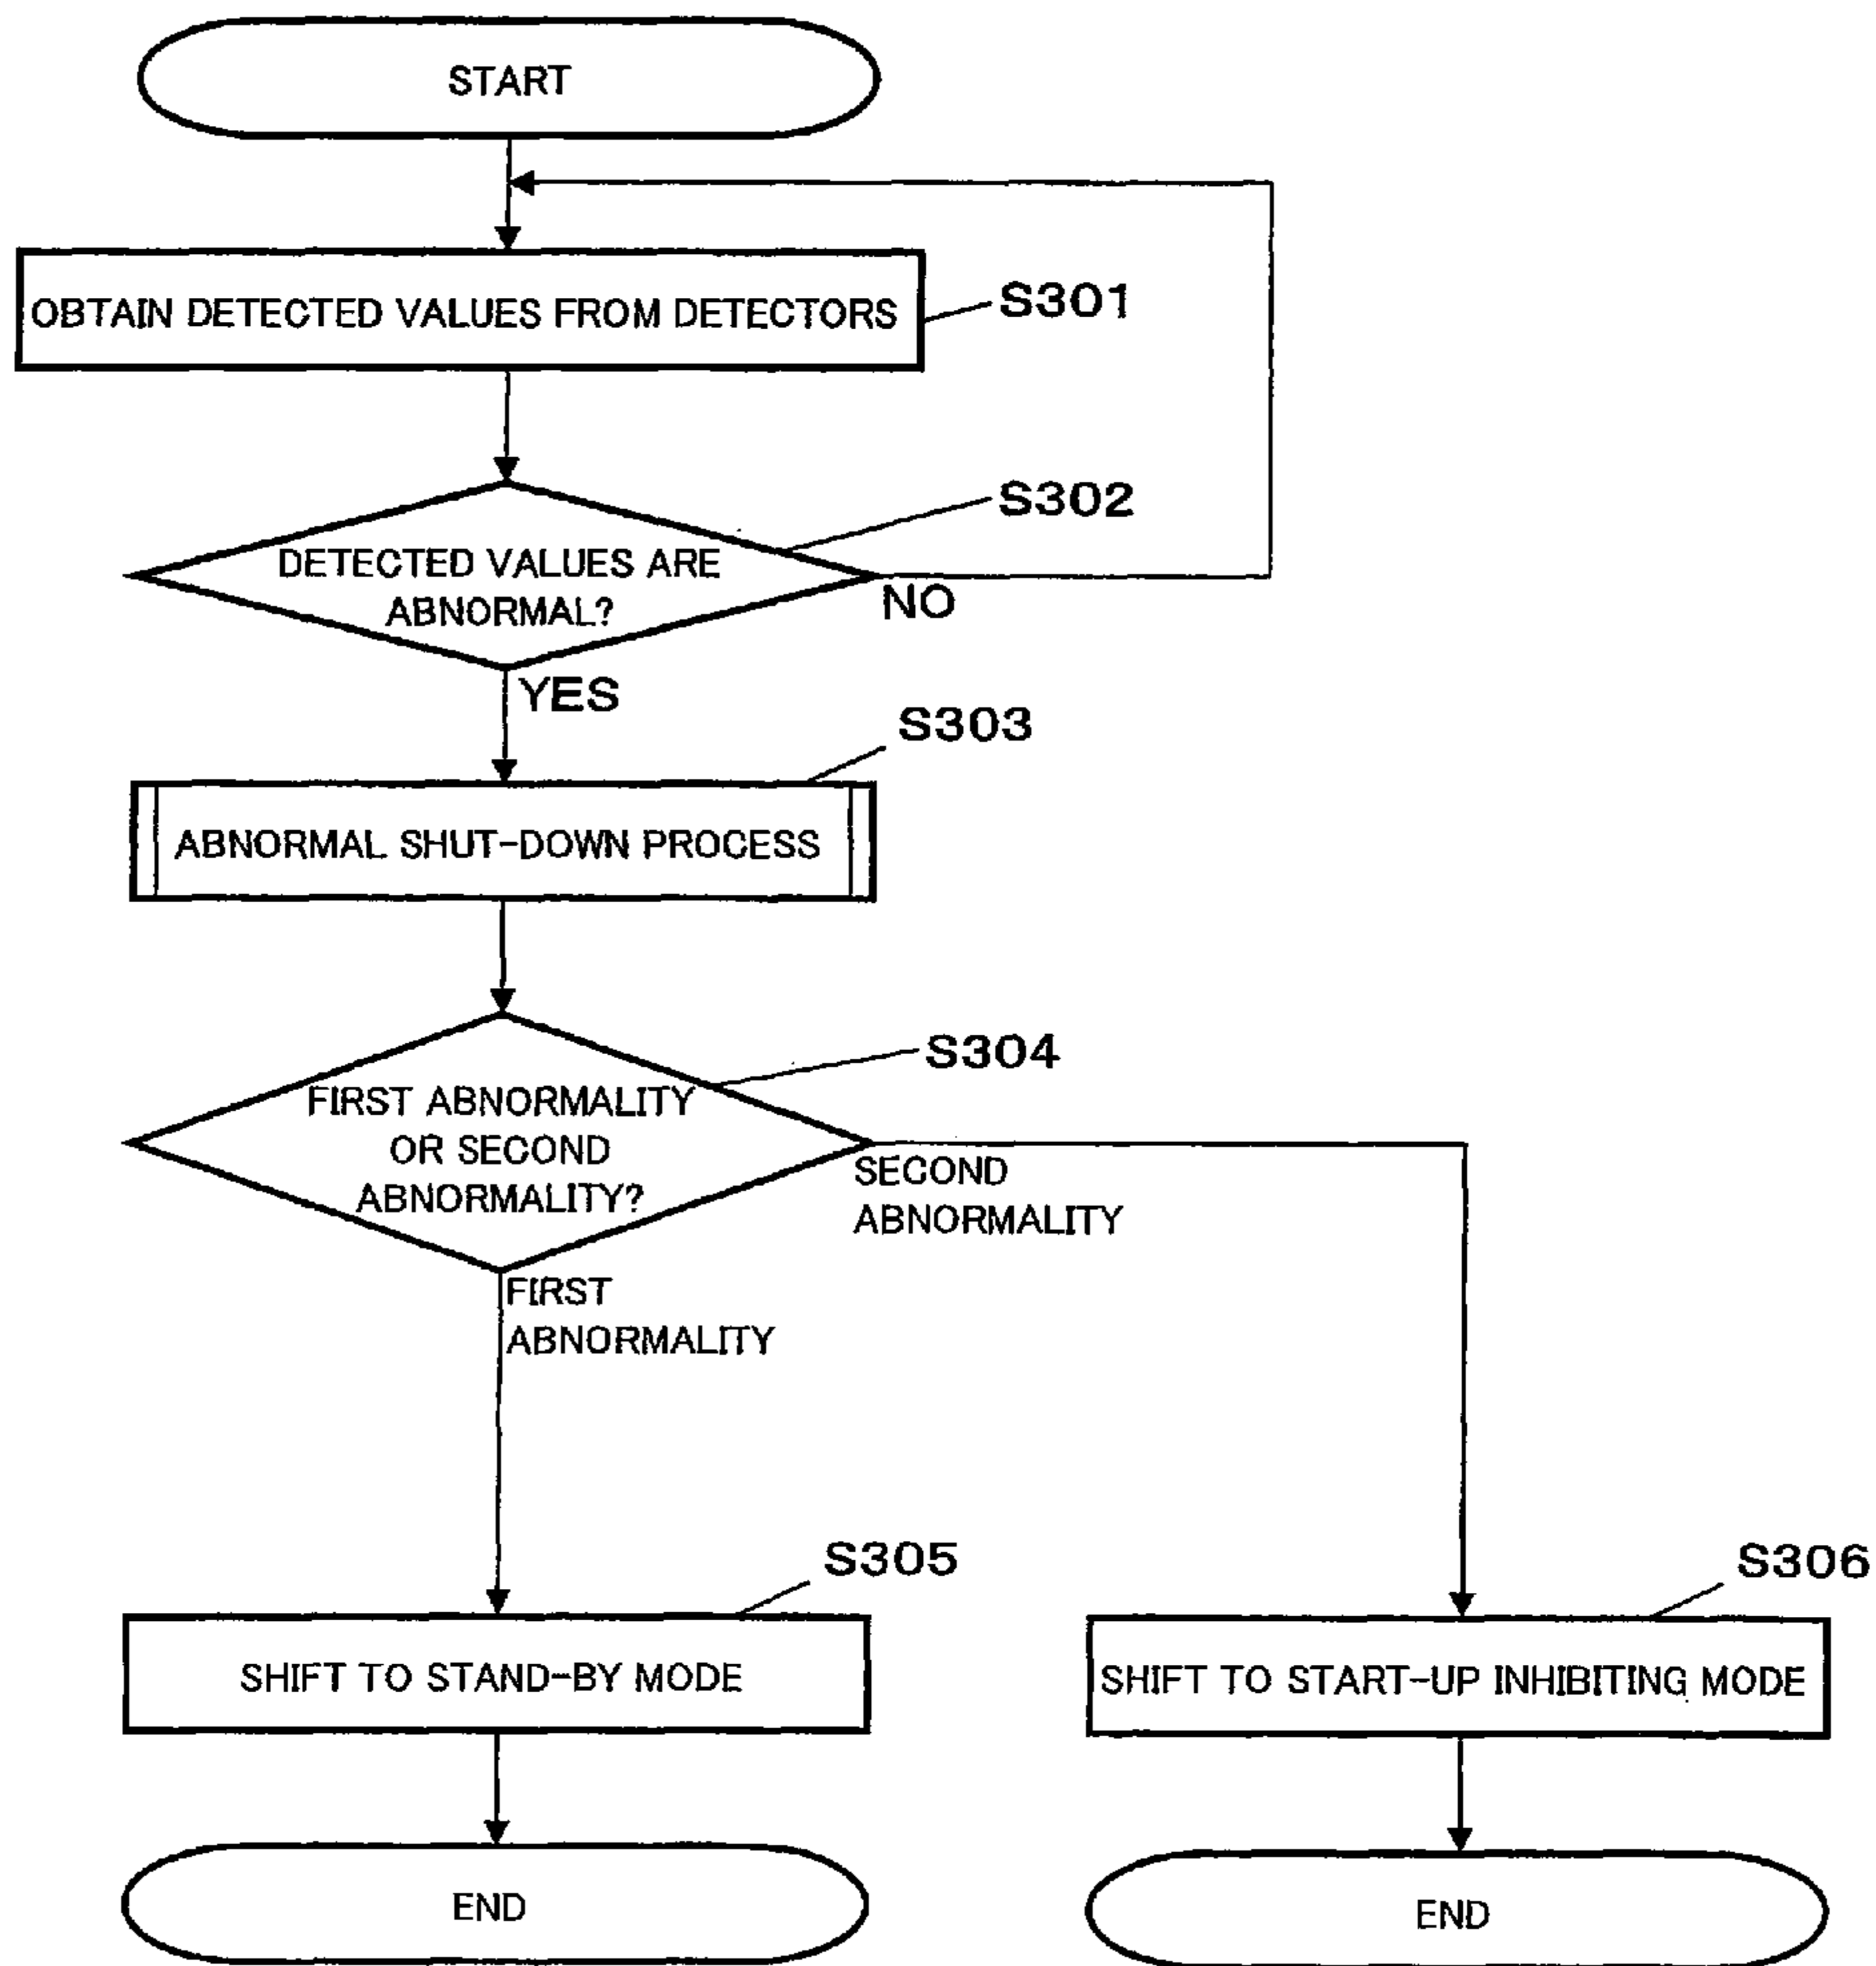 START
OBTAIN DETECTED VALUES FROM DETECTORS
S301
S302
DETECTED VALUES ARE
ABNORMAL?
NO
YES
S303
ABNORMAL SHUT-DOWN PROCESS
S304
FIRST ABNORMALITY
OR SECOND
ABNORMALITY?
SECOND
ABNORMALITY
FIRST
ABNORMALITY
S305
S306
SHIFT TO STAND-BY MODE
SHIFT TO START-UP INHIBITING MODE
END
END